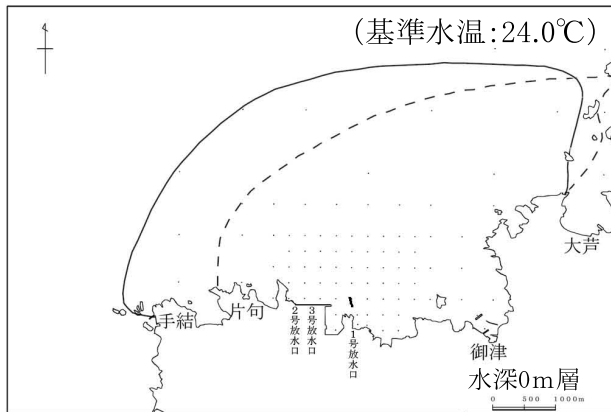 (基準水温:24.0℃)
大芦
手結
片句
2号放水口
3号放水口
1号放水口
御津
水深0m層
0 500 1000m